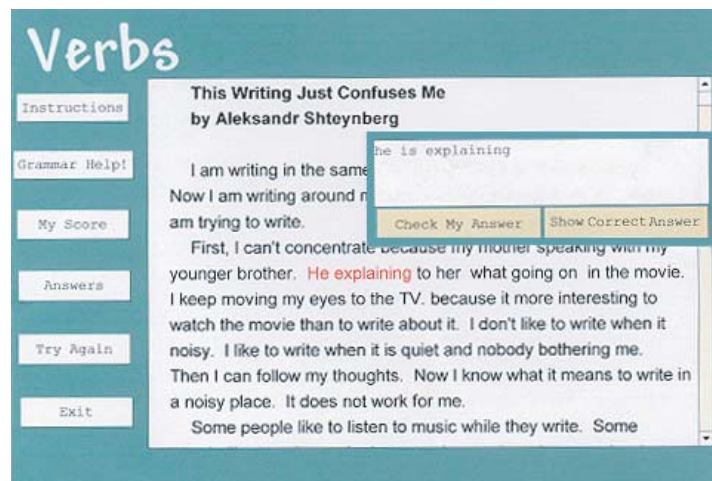 Verbs
Instructions
Grammar Help!
My Score
Answers
Try Again
Exit
This Writing Just Confuses Me
by Aleksandr Shteynberg
I am writing in the same
Now I am writing around
am trying to write.
he is explaining
Check My Answer
Show Correct Answer
First, I can't concentrate because my mother speaking with my
younger brother. He explaining to her what going on in the movie.
I keep moving my eyes to the TV. because it more interesting to
watch the movie than to write about it. I don't like to write when it
noisy. I like to write when it is quiet and nobody bothering me.
Then I can follow my thoughts. Now I know what it means to write in
a noisy place. It does not work for me.
Some people like to listen to music while they write. Some